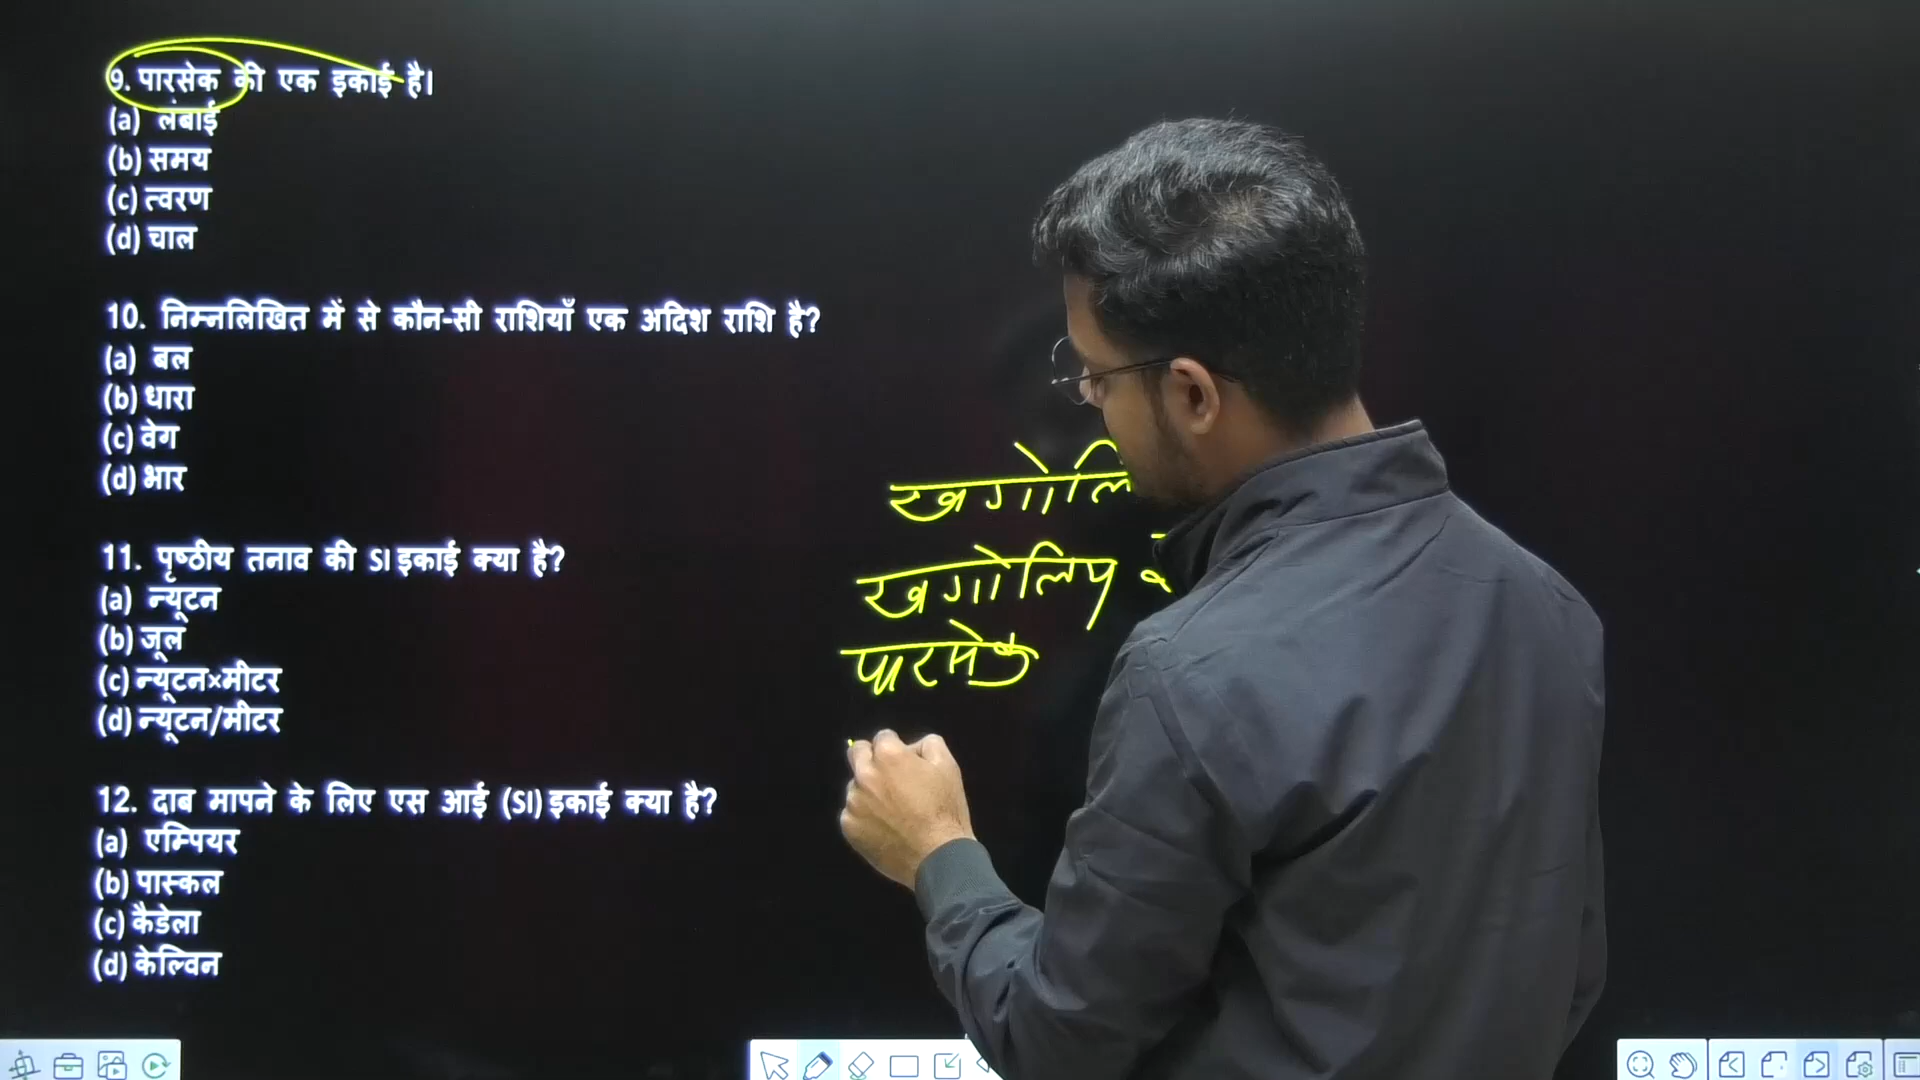 9. पारसेक की एक इकाई है।
(a) लंबाई
(b) समय
(c) त्वरण
(d) चाल
10. निम्नलिखित में से कौन-सी राशियाँ एक अदिश राशि है?
(a) बल
(b) धारा
(c) वेग
(d) भार
11. पृष्ठीय तनाव की SI इकाई क्या है?
(a) न्यूटन
(b) जूल
(c) न्यूटन×मीटर
(d) न्यूटन/मीटर
12. दाब मापने के लिए एस आई (SI) इकाई क्या है?
(a) एम्पियर
(b) पास्कल
(c) कैडेला
(d) केल्विन
खगोलि
खगोलिय
पारसेक